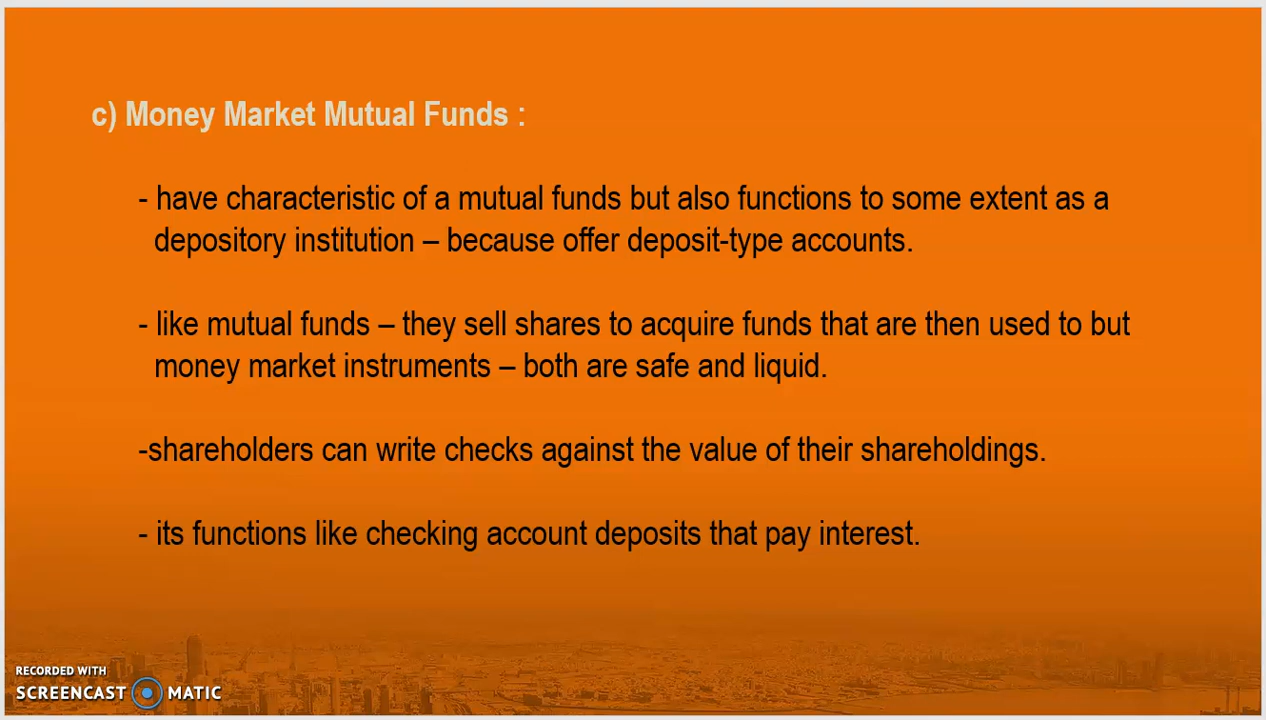 c) Money Market Mutual Funds :
- have characteristic of a mutual funds but also functions to some extent as a
depository institution – because offer deposit-type accounts.
- like mutual funds – they sell shares to acquire funds that are then used to but
money market instruments – both are safe and liquid.
-shareholders can write checks against the value of their shareholdings.
- its functions like checking account deposits that pay interest.
RECORDED WITH
SCREENCAST MATIC